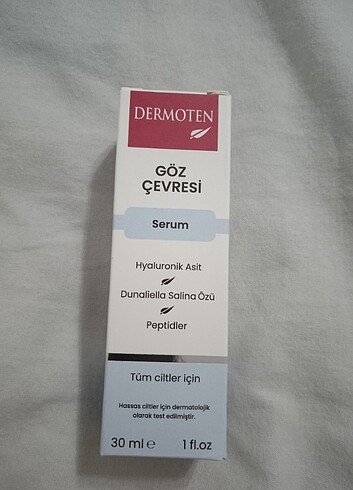 DERMOTEN
GÖZ
ÇEVRESİ
Serum
Hyaluronik Asit
Dunaliella Salina Özü
Peptidler
Tüm ciltler için
Hassas ciltler için dermatolojik
olarak test edilmiştir.
30 ml e 1 fl.oz